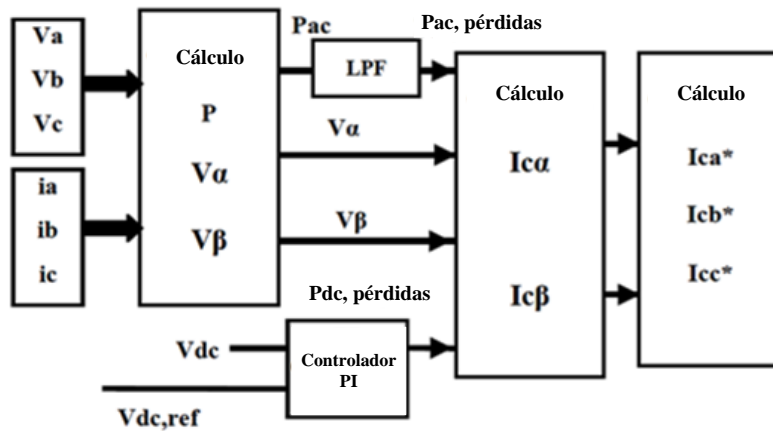 Va
Vb
Vc
ia
ib
ic
Cálculo
P
Vα
Vβ
Pac
LPF
Pac, pérdidas
Vα
Vβ
Pdc, pérdidas
Vdc
Vdc,ref
Controlador
PI
Cálculo
Icα
Icβ
Cálculo
Ica*
Icb*
Icc*